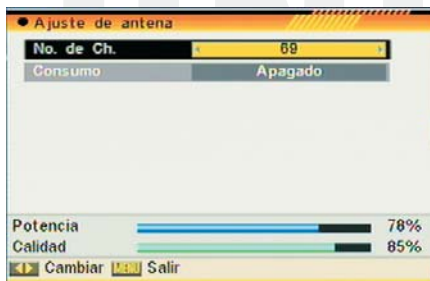 Ajuste de antena
No. de Ch. 69
Consumo Apagado
Potencia 78%
Calidad 85%
Cambiar MENU Salir